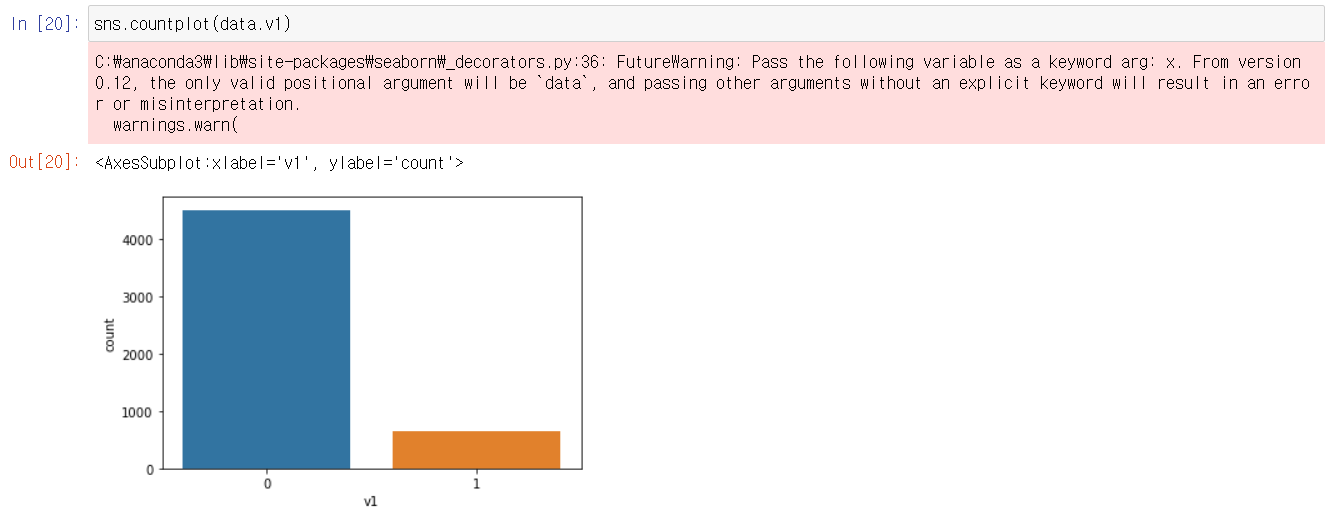 In [20]: sns.countplot(data.v1)
C:₩anaconda3₩lib₩site-packages₩seaborn₩_decorators.py:36: FutureWarning: Pass the following variable as a keyword arg: x. From version
0.12, the only valid positional argument will be `data`, and passing other arguments without an explicit keyword will result in an erro
r or misinterpretation.
warnings.warn(
Out[20]: <AxesSubplot:xlabel='v1', ylabel='count'>
4000
3000
2000
1000
0
count
0 1
v1